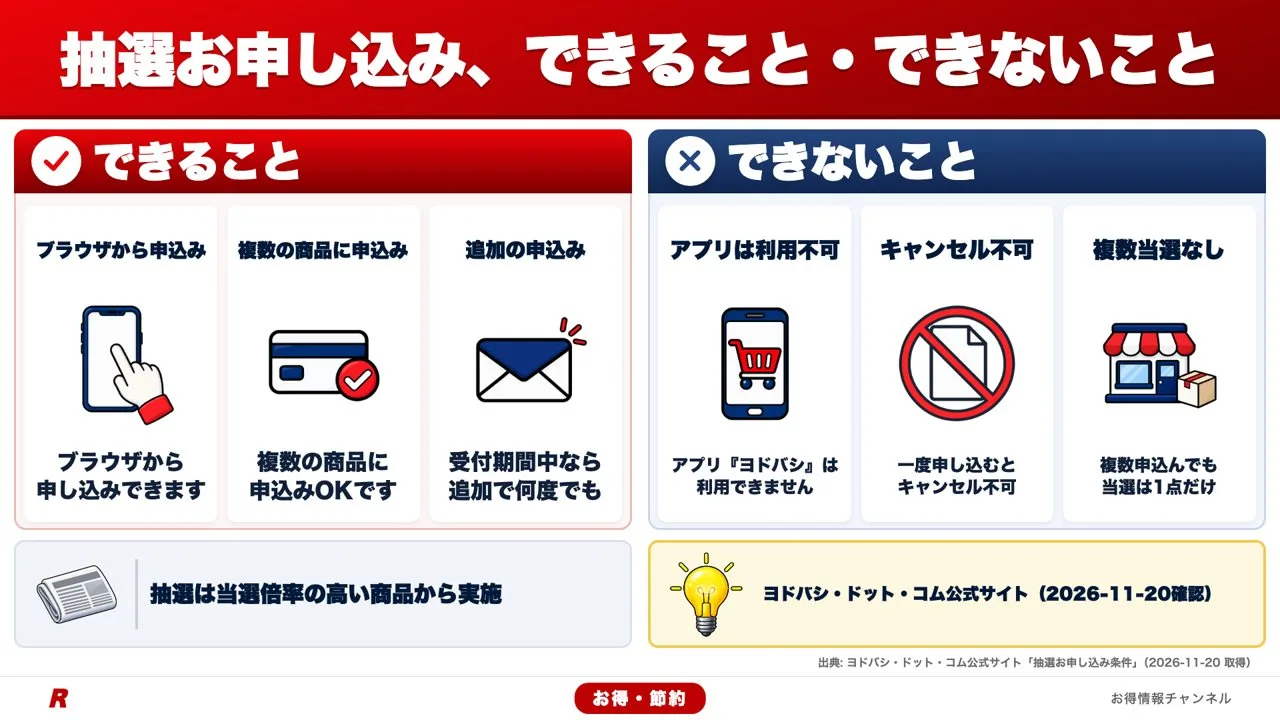 抽選お申し込み、できること・できないこと
できること
ブラウザから申込み
ブラウザから
申し込みできます
複数の商品に申込み
複数の商品に
申込みOKです
追加の申込み
受付期間中なら
追加で何度でも
できないこと
アプリは利用不可
アプリ『ヨドバシ』は
利用できません
キャンセル不可
一度申し込むと
キャンセル不可
複数当選なし
複数申込んでも
当選は1点だけ
抽選は当選倍率の高い商品から実施
ヨドバシ・ドット・コム公式サイト（2026-11-20確認）
出典: ヨドバシ・ドット・コム公式サイト「抽選お申し込み条件」（2026-11-20 取得）
R
お得・節約
お得情報チャンネル